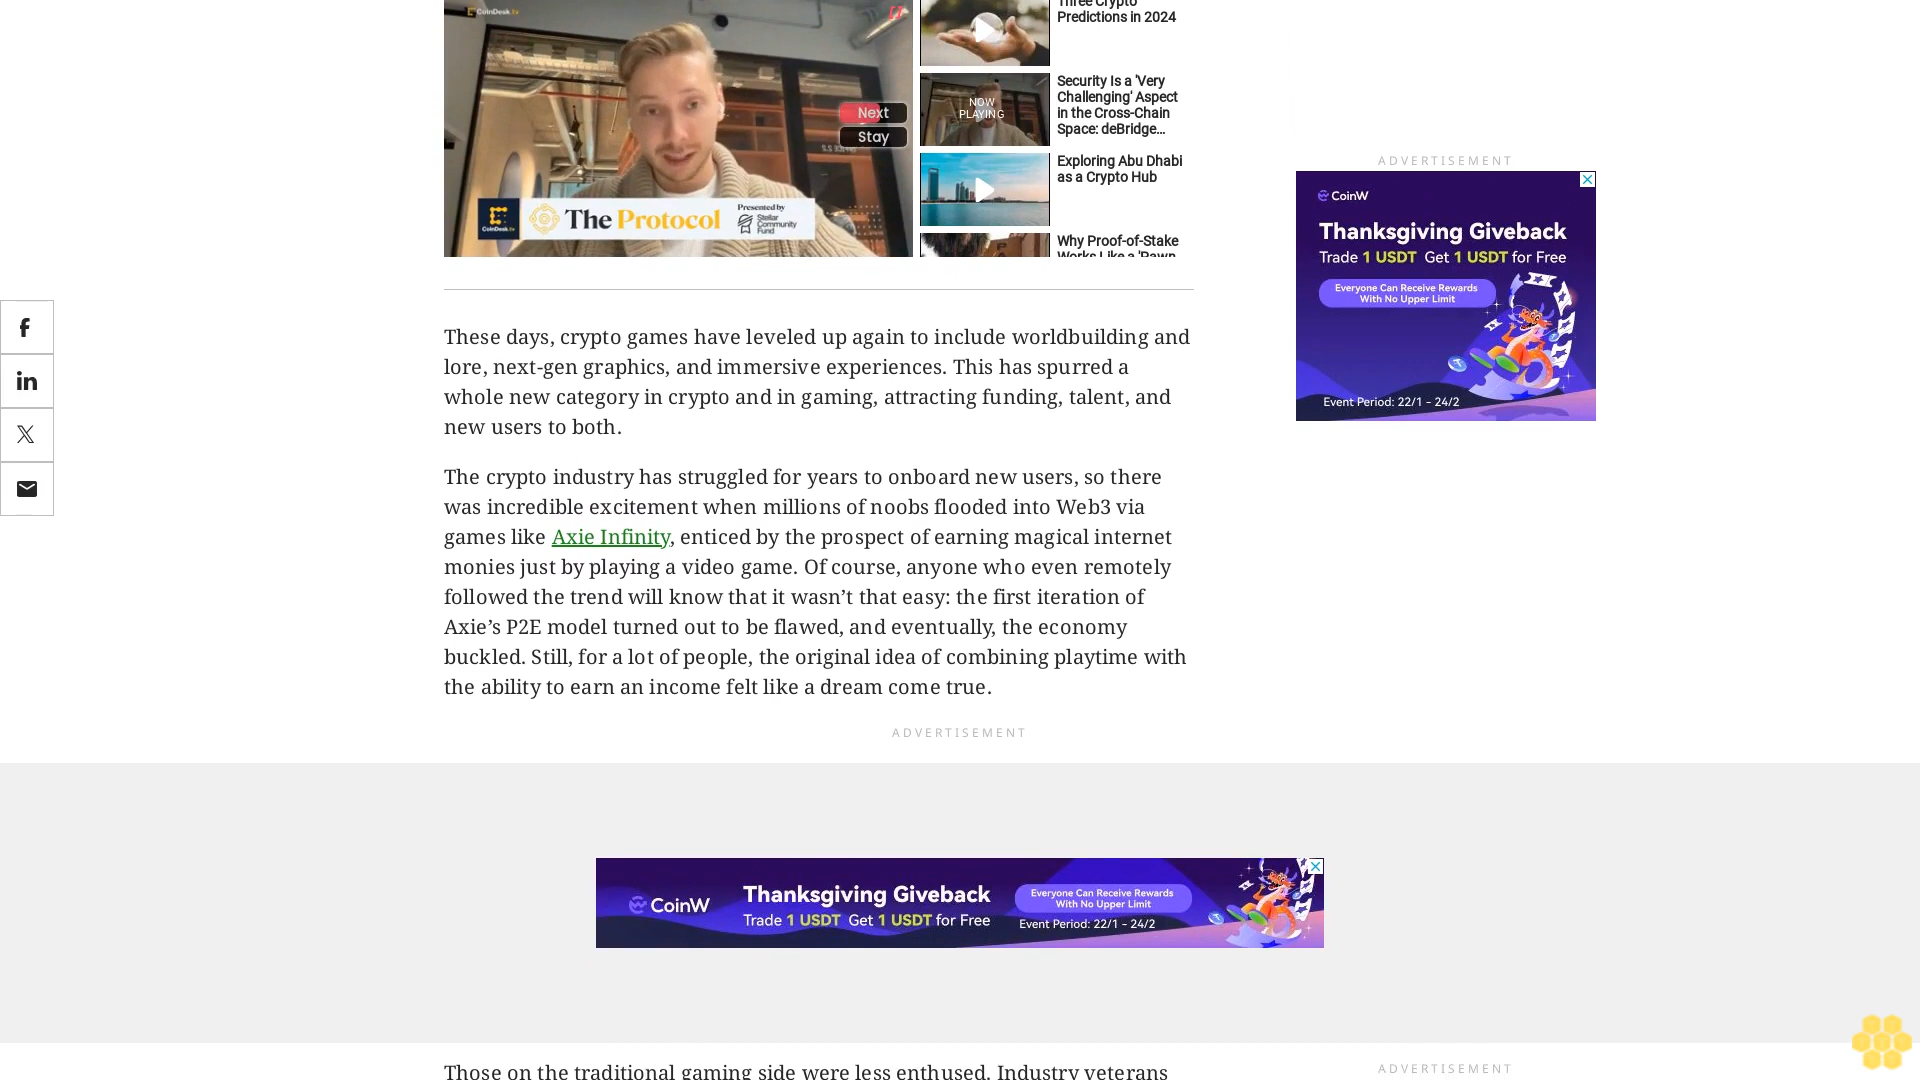 CoinDesk.tv
Next
Stay
The Protocol
Presented by
Stellar
Community
Fund
CoinDesk.tv
Predictions in 2024
NOW
PLAYING
Security Is a 'Very
Challenging' Aspect
in the Cross-Chain
Space: deBridge...
Exploring Abu Dhabi
as a Crypto Hub
Why Proof-of-Stake
Works Like a 'Pawn
ADVERTISEMENT
CoinW
Thanksgiving Giveback
Trade 1 USDT Get 1 USDT for Free
Everyone Can Receive Rewards
With No Upper Limit
Event Period: 22/1 - 24/2
These days, crypto games have leveled up again to include worldbuilding and
lore, next-gen graphics, and immersive experiences. This has spurred a
whole new category in crypto and in gaming, attracting funding, talent, and
new users to both.
The crypto industry has struggled for years to onboard new users, so there
was incredible excitement when millions of noobs flooded into Web3 via
games like Axie Infinity, enticed by the prospect of earning magical internet
monies just by playing a video game. Of course, anyone who even remotely
followed the trend will know that it wasn’t that easy: the first iteration of
Axie’s P2E model turned out to be flawed, and eventually, the economy
buckled. Still, for a lot of people, the original idea of combining playtime with
the ability to earn an income felt like a dream come true.
ADVERTISEMENT
CoinW
Thanksgiving Giveback
Trade 1 USDT Get 1 USDT for Free
Everyone Can Receive Rewards
With No Upper Limit
Event Period: 22/1 - 24/2
Those on the traditional gaming side were less enthused. Industry veterans
ADVERTISEMENT